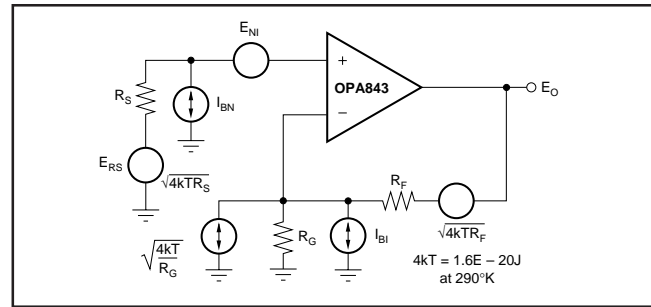 E_NI
+
OPA843
−
E_O
R_S
I_BN
E_RS
√4kTR_S
R_F
√4kTR_F
√4kT/R_G
R_G
I_BI
4kT = 1.6E – 20J
at 290°K